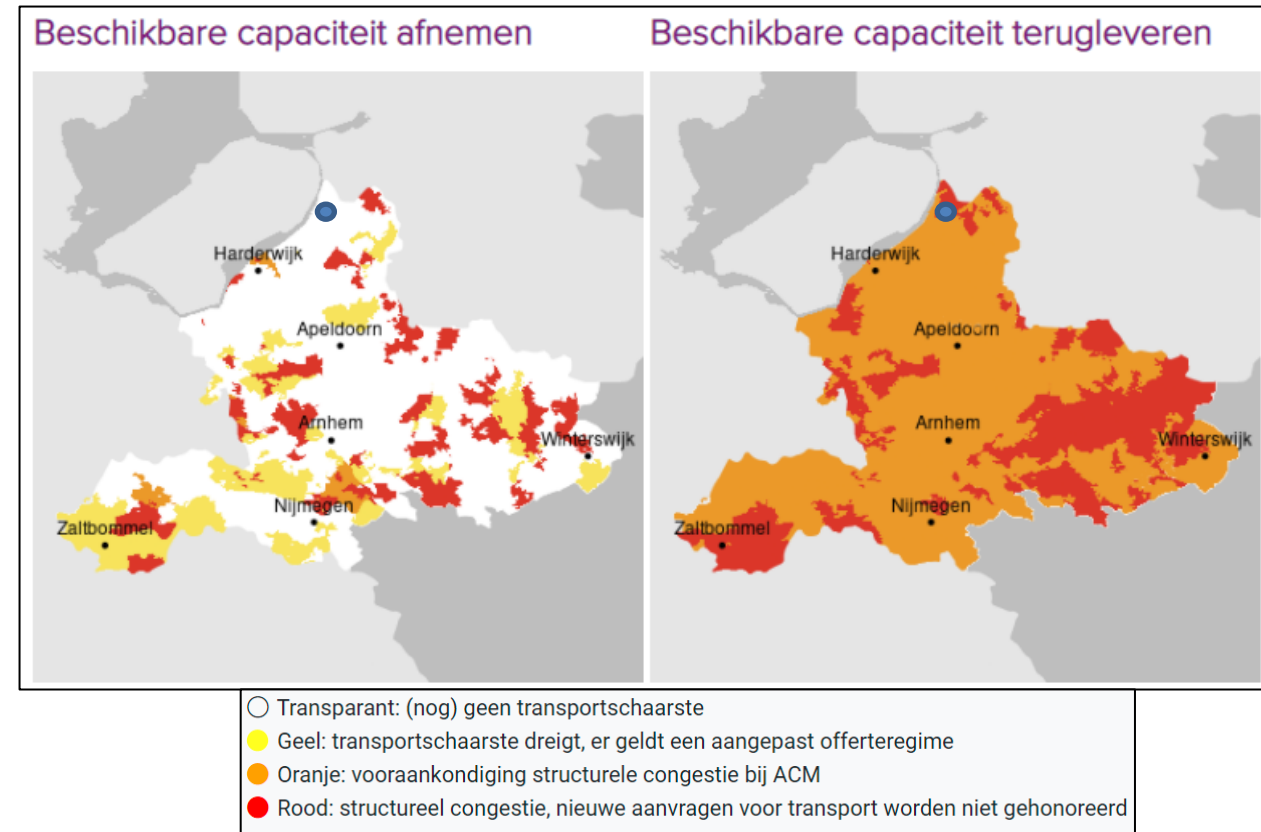 Beschikbare capaciteit afnemen
Beschikbare capaciteit terugleveren
Harderwijk
Apeldoorn
Arnhem
Winterswijk
Nijmegen
Zaltbommel
Harderwijk
Apeldoorn
Arnhem
Winterswijk
Nijmegen
Zaltbommel
Transparant: (nog) geen transportschaarste
Geel: transportschaarste dreigt, er geldt een aangepast offerteregime
Oranje: vooraankondiging structurele congestie bij ACM
Rood: structureel congestie, nieuwe aanvragen voor transport worden niet gehonoreerd